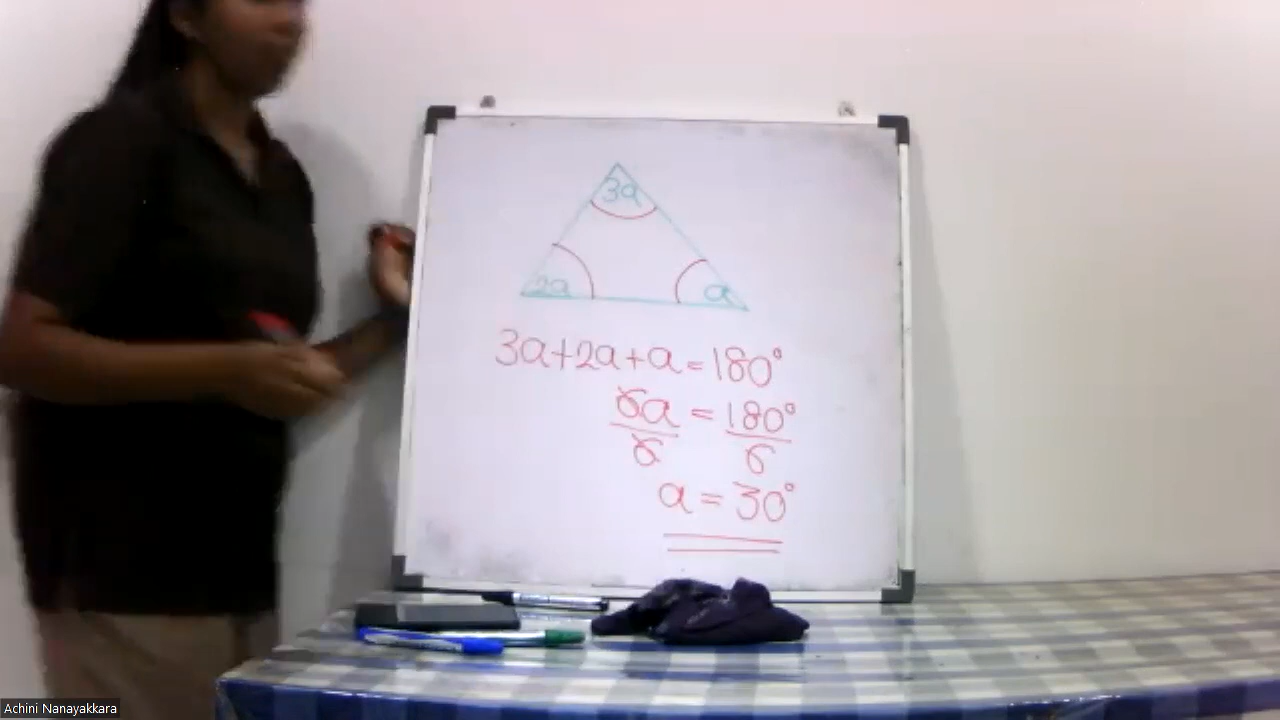 3a
2a
a
3a+2a+a=180°
6a = 180°
6 6
a = 30°
Achini Nanayakkara